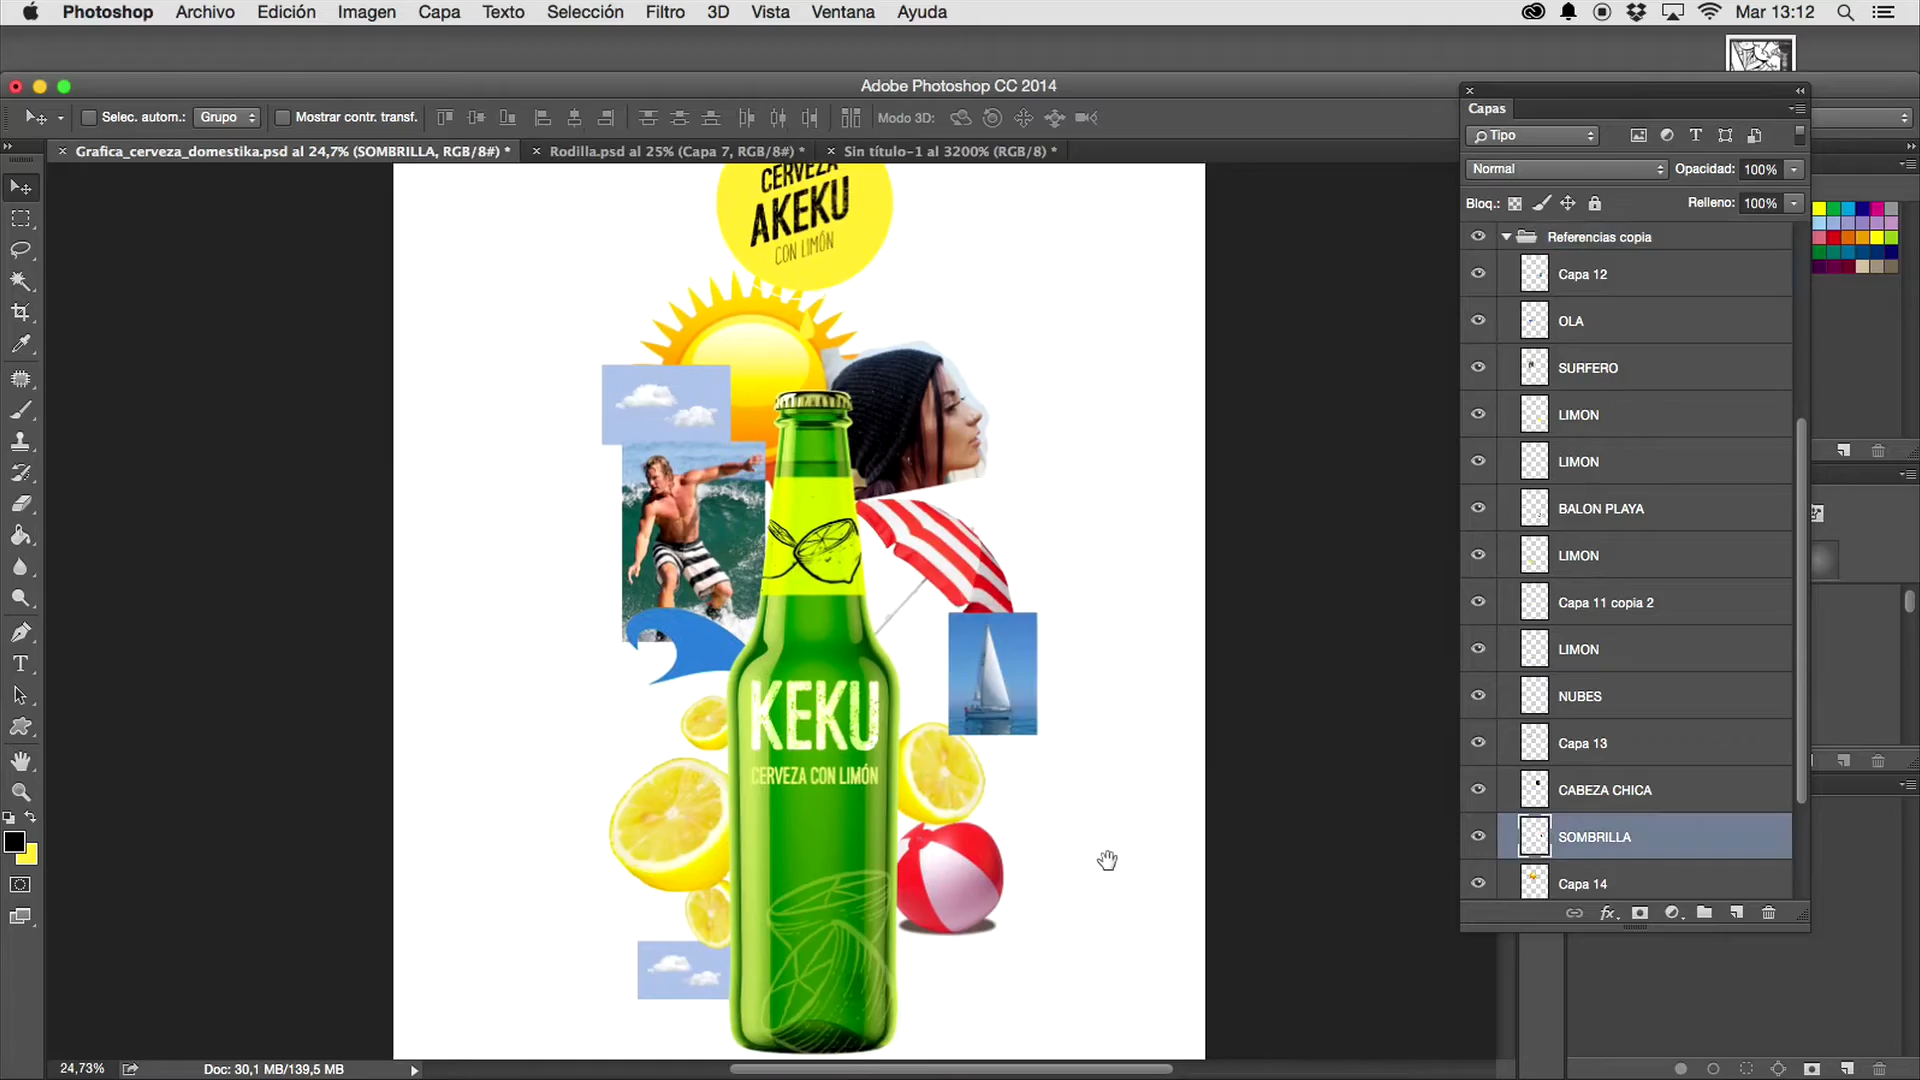 Photoshop Archivo Edición Imagen Capa Texto Selección Filtro 3D Vista Ventana Ayuda Mar 13:12
Adobe Photoshop CC 2014
Selec. autom.: Grupo Mostrar contr. transf. Modo 3D:
Grafica_cerveza_domestika.psd al 24,7% (SOMBRILLA, RGB/8#) * Rodilla.psd al 25% (Capa 7, RGB/8#) * Sin título-1 al 3200% (RGB/8) *
CERVEZA
AKEKU
CON LIMÓN
KEKU
CERVEZA CON LIMÓN
Capas
Tipo
Normal Opacidad: 100%
Bloq.: Relleno: 100%
Referencias copia
Capa 12
OLA
SURFERO
LIMON
LIMON
BALON PLAYA
LIMON
Capa 11 copia 2
LIMON
NUBES
Capa 13
CABEZA CHICA
SOMBRILLA
Capa 14
fx
24,73% Doc: 30,1 MB/139,5 MB